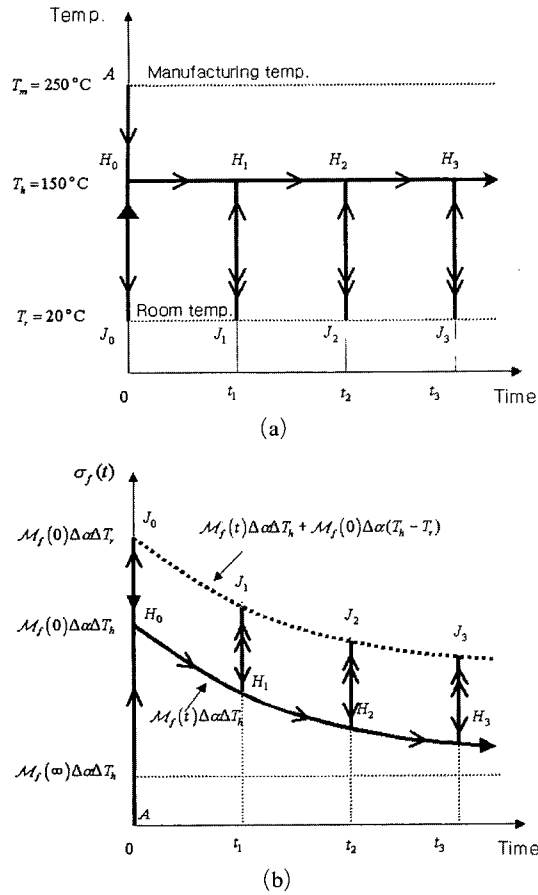 Temp.
A
Manufacturing temp.
T_m = 250°C
H_0
H_1
H_2
H_3
T_h = 150°C
Room temp.
T_r = 20°C
J_0
J_1
J_2
J_3
0
t_1
t_2
t_3
Time
(a)
σ_f(t)
J_0
M_f(t)ΔαΔT_h + M_f(0)Δα(T_h − T_r)
M_f(0)ΔαΔT_r
J_1
J_2
J_3
M_f(0)ΔαΔT_h
H_0
H_1
H_2
H_3
M_f(t)ΔαΔT_h
M_f(∞)ΔαΔT_h
A
0
t_1
t_2
t_3
Time
(b)